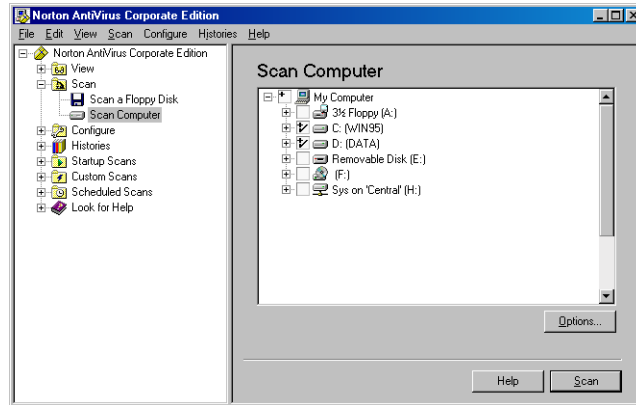 Norton AntiVirus Corporate Edition
File Edit View Scan Configure Histories Help
Norton AntiVirus Corporate Edition
View
Scan
Scan a Floppy Disk
Scan Computer
Configure
Histories
Startup Scans
Custom Scans
Scheduled Scans
Look for Help
Scan Computer
My Computer
3½ Floppy (A:)
C: (WIN95)
D: (DATA)
Removable Disk (E:)
(F:)
Sys on 'Central' (H:)
Options...
Help
Scan